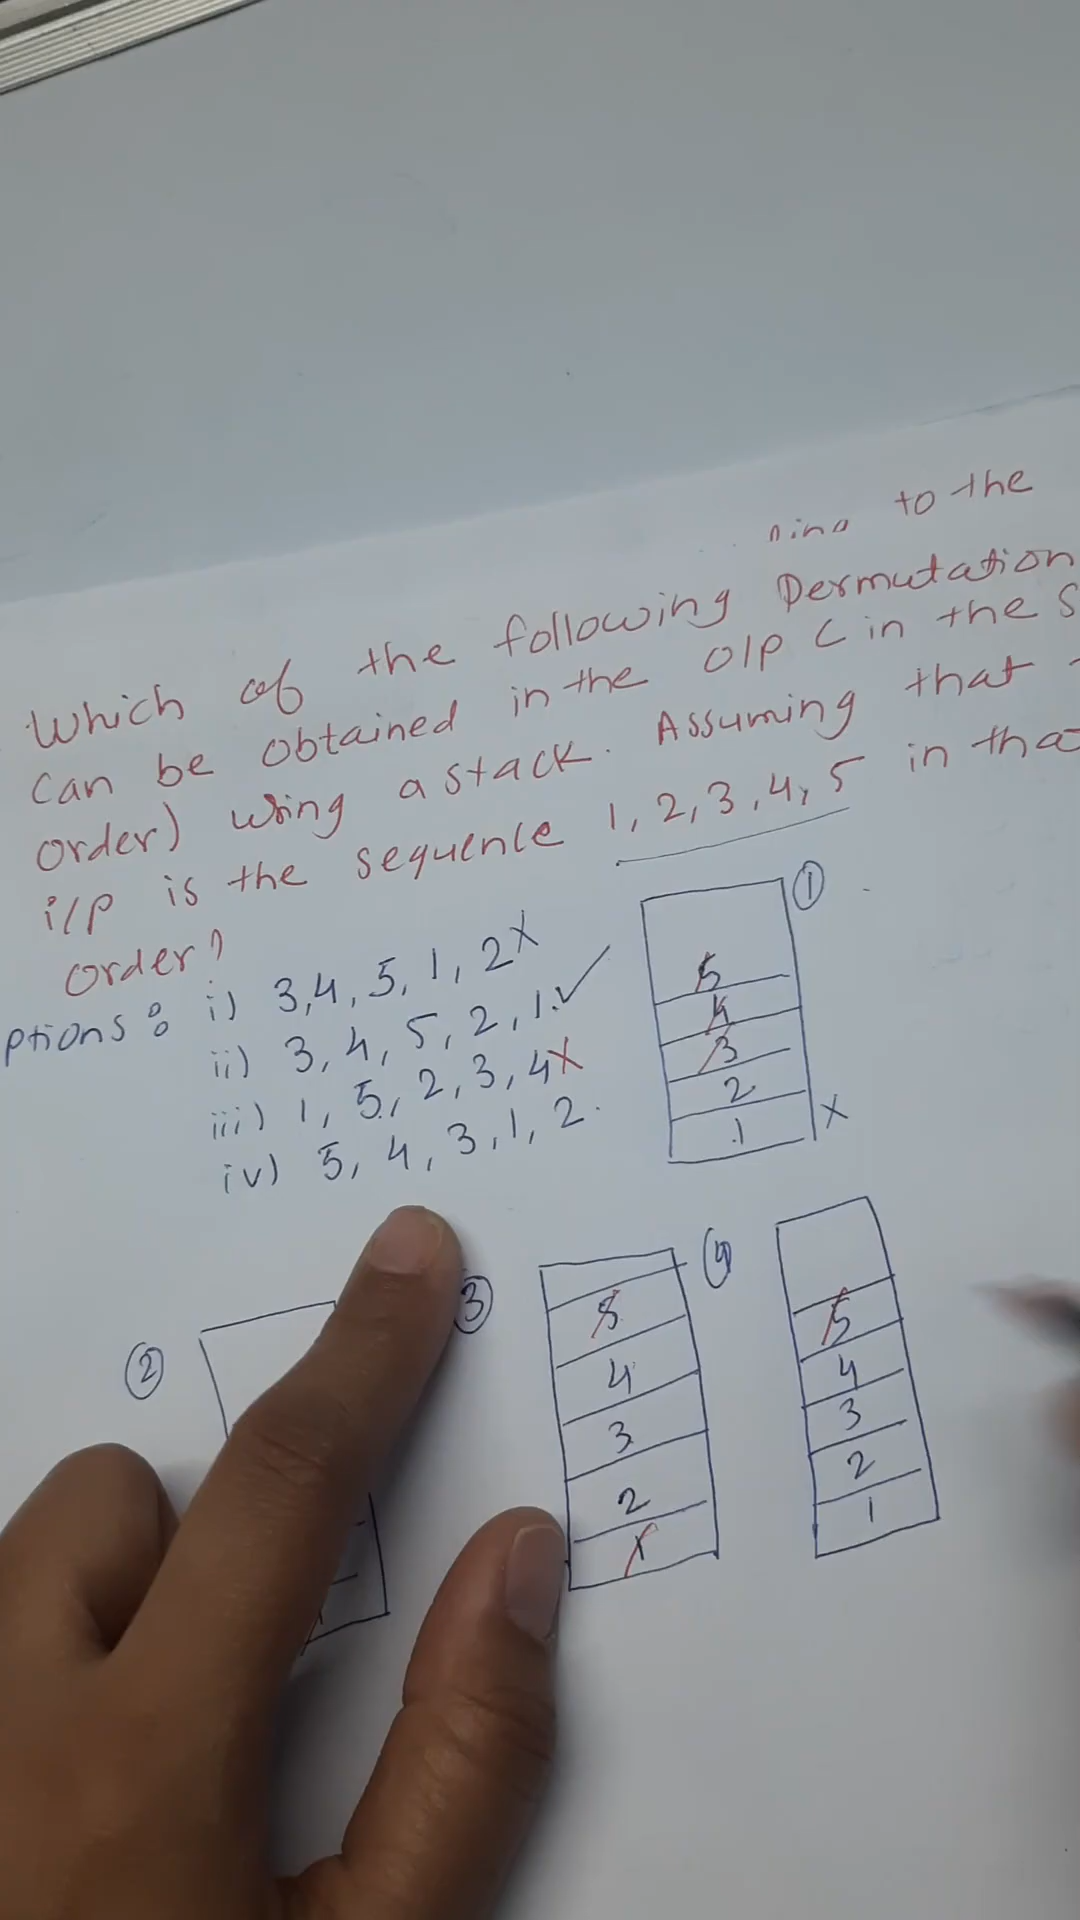 to the
Which of the following Permutation
can be obtained in the O/P ( in the S
order) using a stack. Assuming that
i/p is the sequence 1, 2, 3, 4, 5 in tha
order?
ptions: i) 3, 4, 5, 1, 2 X
ii) 3, 4, 5, 2, 1. ✓
iii) 1, 5, 2, 3, 4 X
iv) 5, 4, 3, 1, 2.
①
5
4
3
2
1
X
②
③
5
4
3
2
1
④
5
4
3
2
1